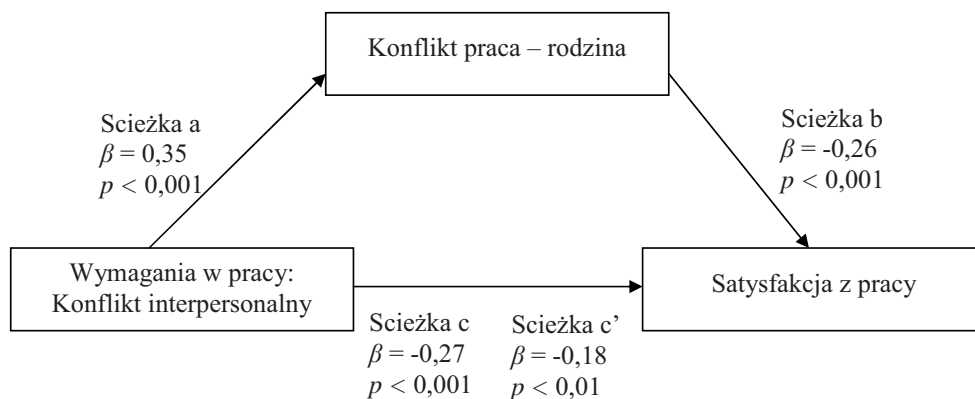 Konflikt praca – rodzina
Scieżka a
β = 0,35
p < 0,001
Scieżka b
β = -0,26
p < 0,001
Wymagania w pracy:
Konflikt interpersonalny
Satysfakcja z pracy
Scieżka c
β = -0,27
p < 0,001
Scieżka c’
β = -0,18
p < 0,01